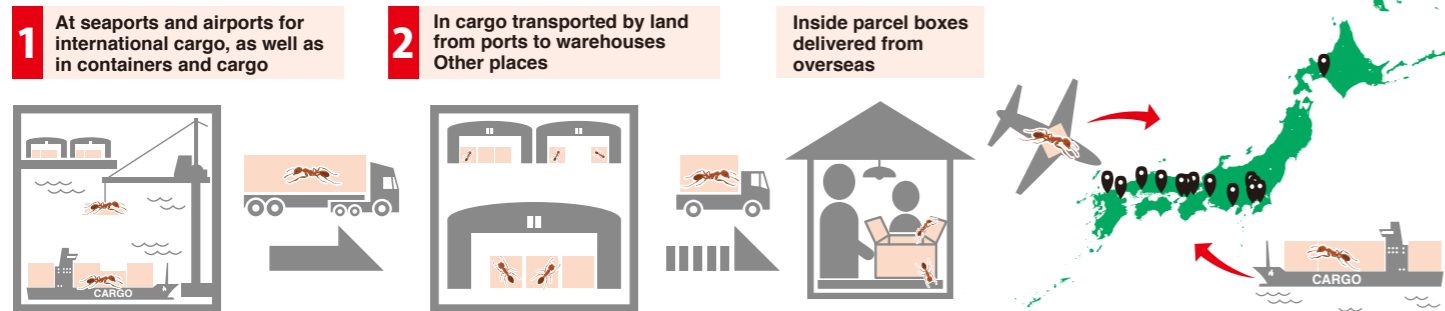 1
At seaports and airports for
international cargo, as well as
in containers and cargo
2
In cargo transported by land
from ports to warehouses
Other places
Inside parcel boxes
delivered from
overseas
CARGO
CARGO